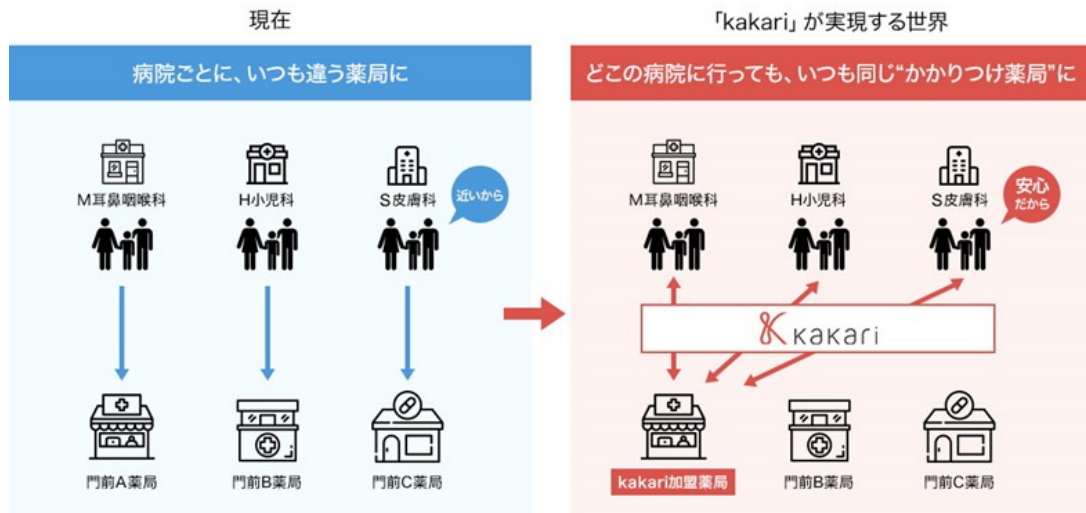 現在
病院ごとに、いつも違う薬局に
M耳鼻咽喉科
H小児科
S皮膚科
近いから
門前A薬局
門前B薬局
門前C薬局
「kakari」が実現する世界
どこの病院に行っても、いつも同じ“かかりつけ薬局”に
M耳鼻咽喉科
H小児科
S皮膚科
安心
だから
kakari
kakari加盟薬局
門前B薬局
門前C薬局